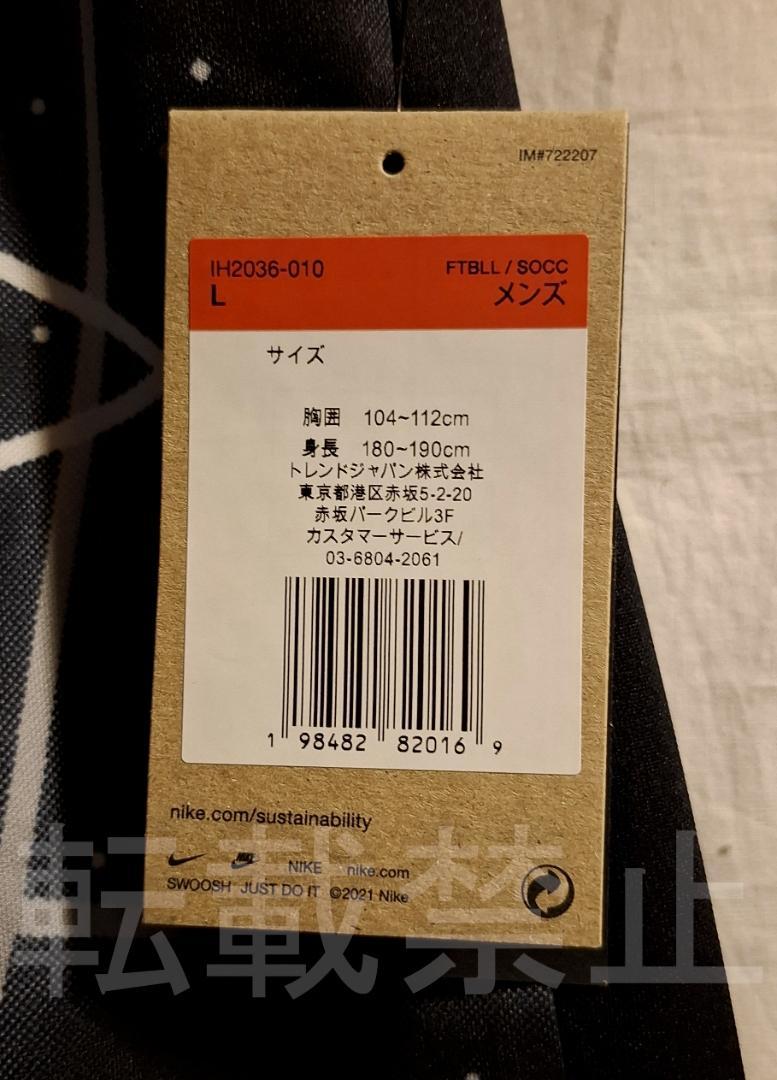 IM#722207
IH2036-010 FTBLL / SOCC
L メンズ
サイズ
胸囲 104~112cm
身長 180~190cm
トレンドジャパン株式会社
東京都港区赤坂5-2-20
赤坂パークビル3F
カスタマーサービス/
03-6804-2061
1 98482 82016 9
nike.com/sustainability
NIKE nike.com
SWOOSH JUST DO IT ©2021 Nike
転載禁止